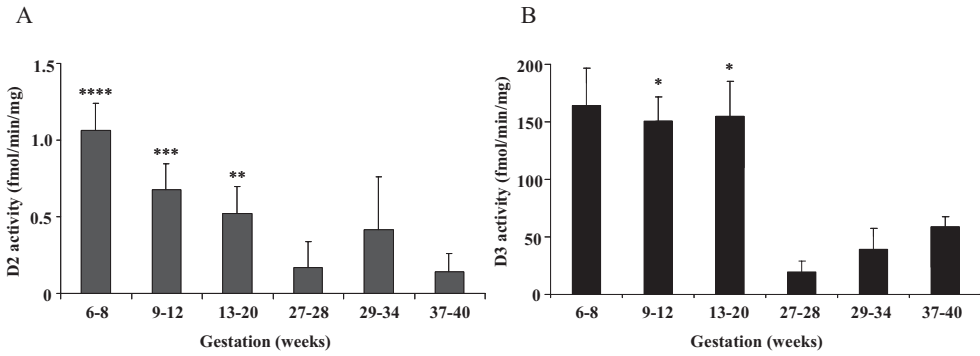 A
D2 activity (fmol/min/mg)
1.5
1.0
0.5
0
****
***
**
6-8 9-12 13-20 27-28 29-34 37-40
Gestation (weeks)
B
D3 activity (fmol/min/mg)
200
150
100
50
0
*
*
6-8 9-12 13-20 27-28 29-34 37-40
Gestation (weeks)